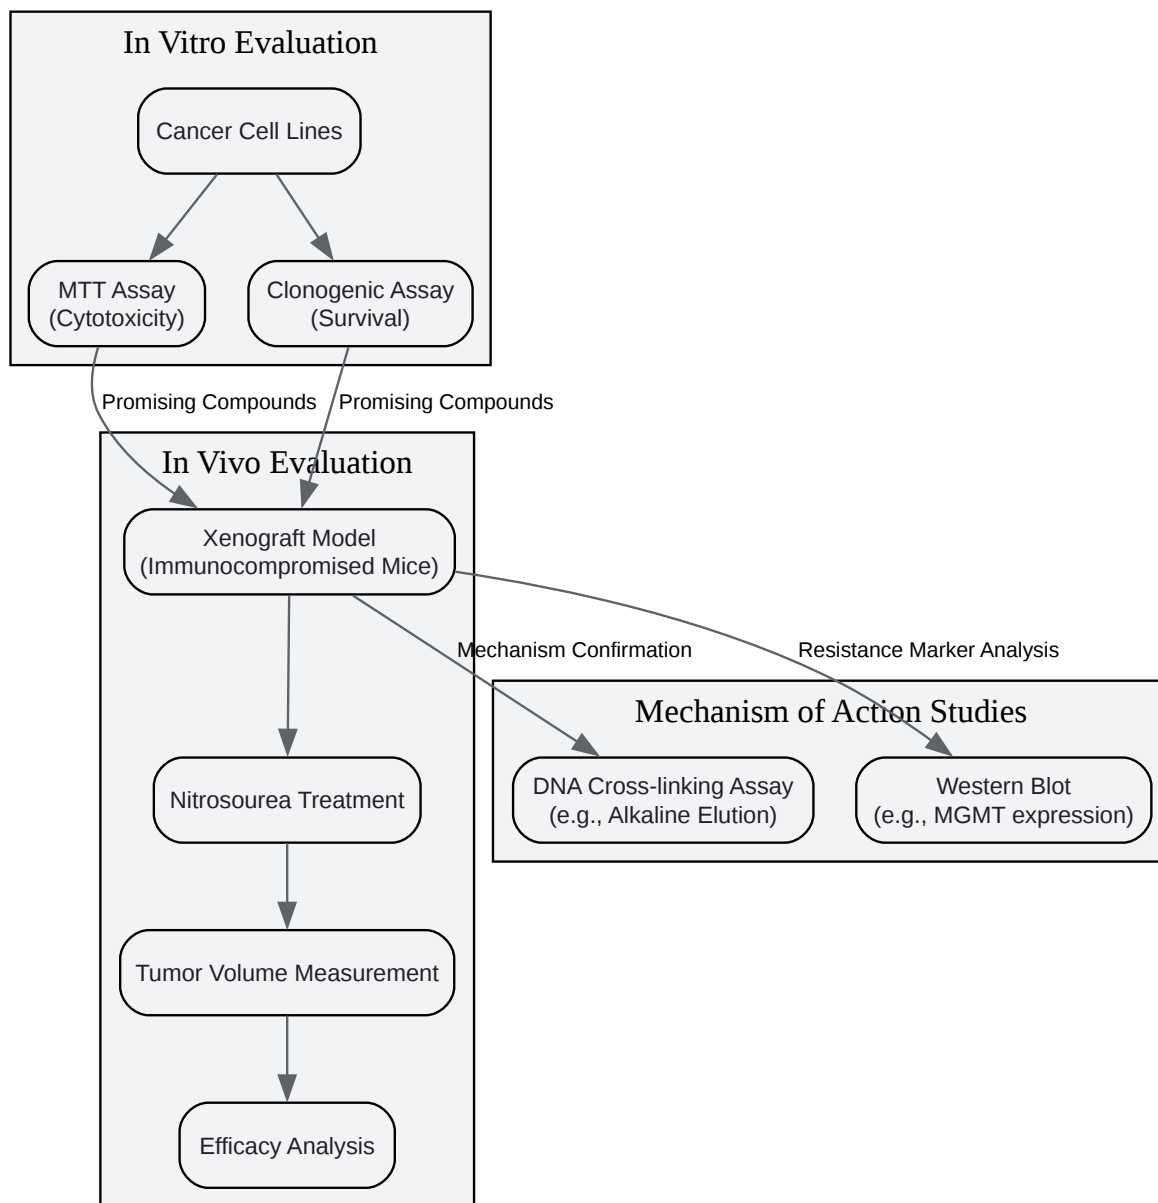 In Vitro Evaluation
Cancer Cell Lines
MTT Assay
(Cytotoxicity)
Clonogenic Assay
(Survival)
Promising Compounds
Promising Compounds
In Vivo Evaluation
Xenograft Model
(Immunocompromised Mice)
Mechanism Confirmation
Resistance Marker Analysis
Mechanism of Action Studies
DNA Cross-linking Assay
(e.g., Alkaline Elution)
Western Blot
(e.g., MGMT expression)
Nitrosourea Treatment
Tumor Volume Measurement
Efficacy Analysis